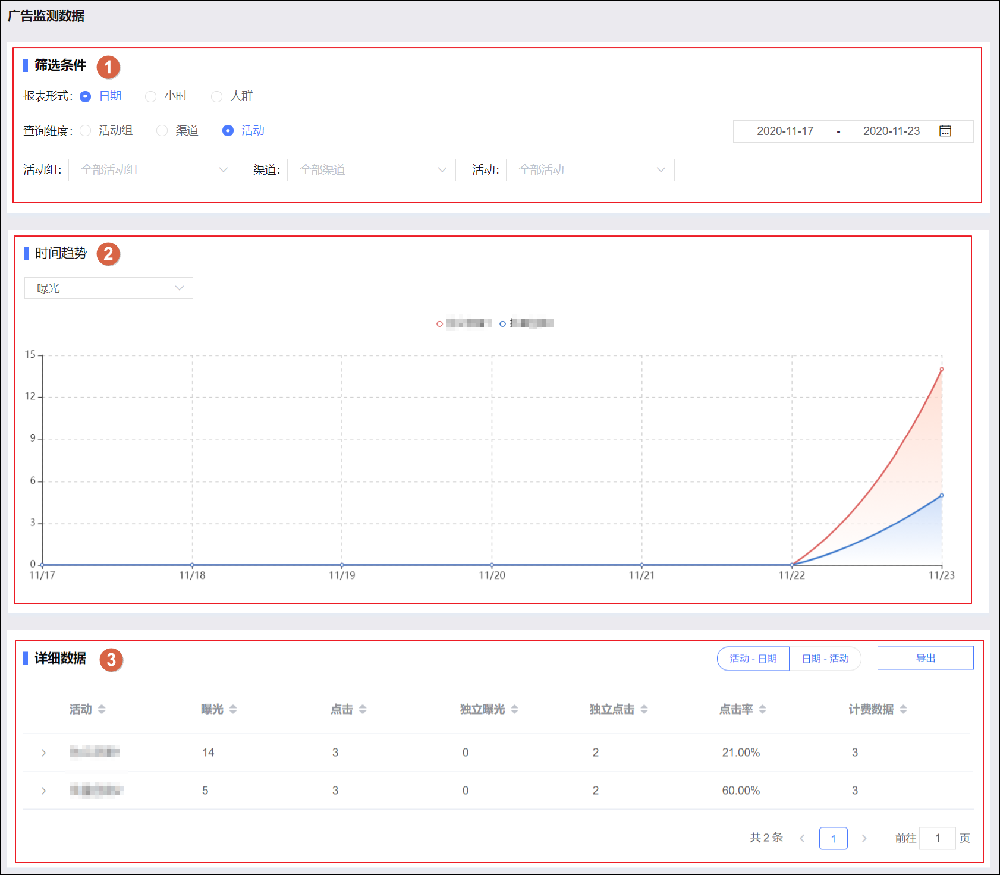 广告监测数据
筛选条件 1
报表形式: 日期 小时 人群
查询维度: 活动组 渠道 活动 2020-11-17 - 2020-11-23
活动组: 全部活动组 渠道: 全部渠道 活动: 全部活动
时间趋势 2
曝光
15
12
9
6
3
0
11/17 11/18 11/19 11/20 11/21 11/22 11/23
详细数据 3 活动 - 日期 日期 - 活动 导出
活动 曝光 点击 独立曝光 独立点击 点击率 计费数据
14 3 0 2 21.00% 3
5 3 0 2 60.00% 3
共 2 条 1 前往 1 页